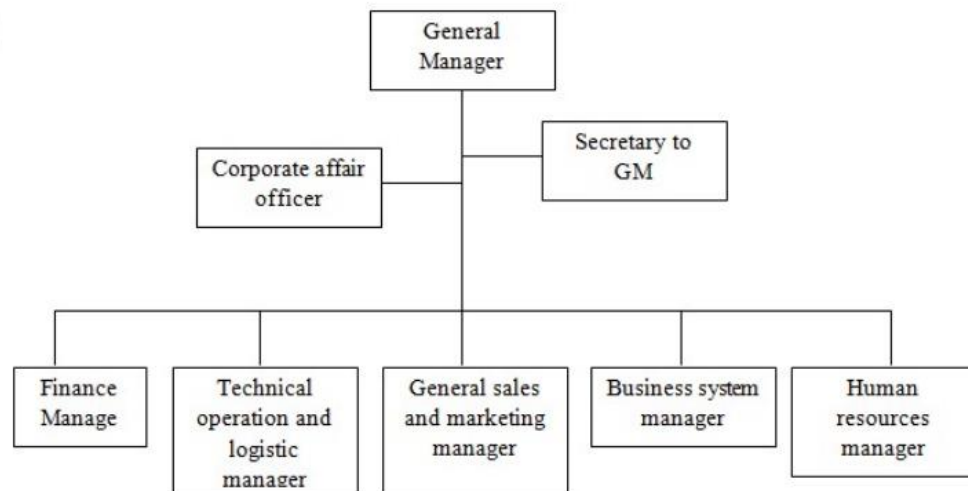 General
Manager
Secretary to
GM
Corporate affair
officer
Finance
Manage
Technical
operation and
logistic
manager
General sales
and marketing
manager
Business system
manager
Human
resources
manager